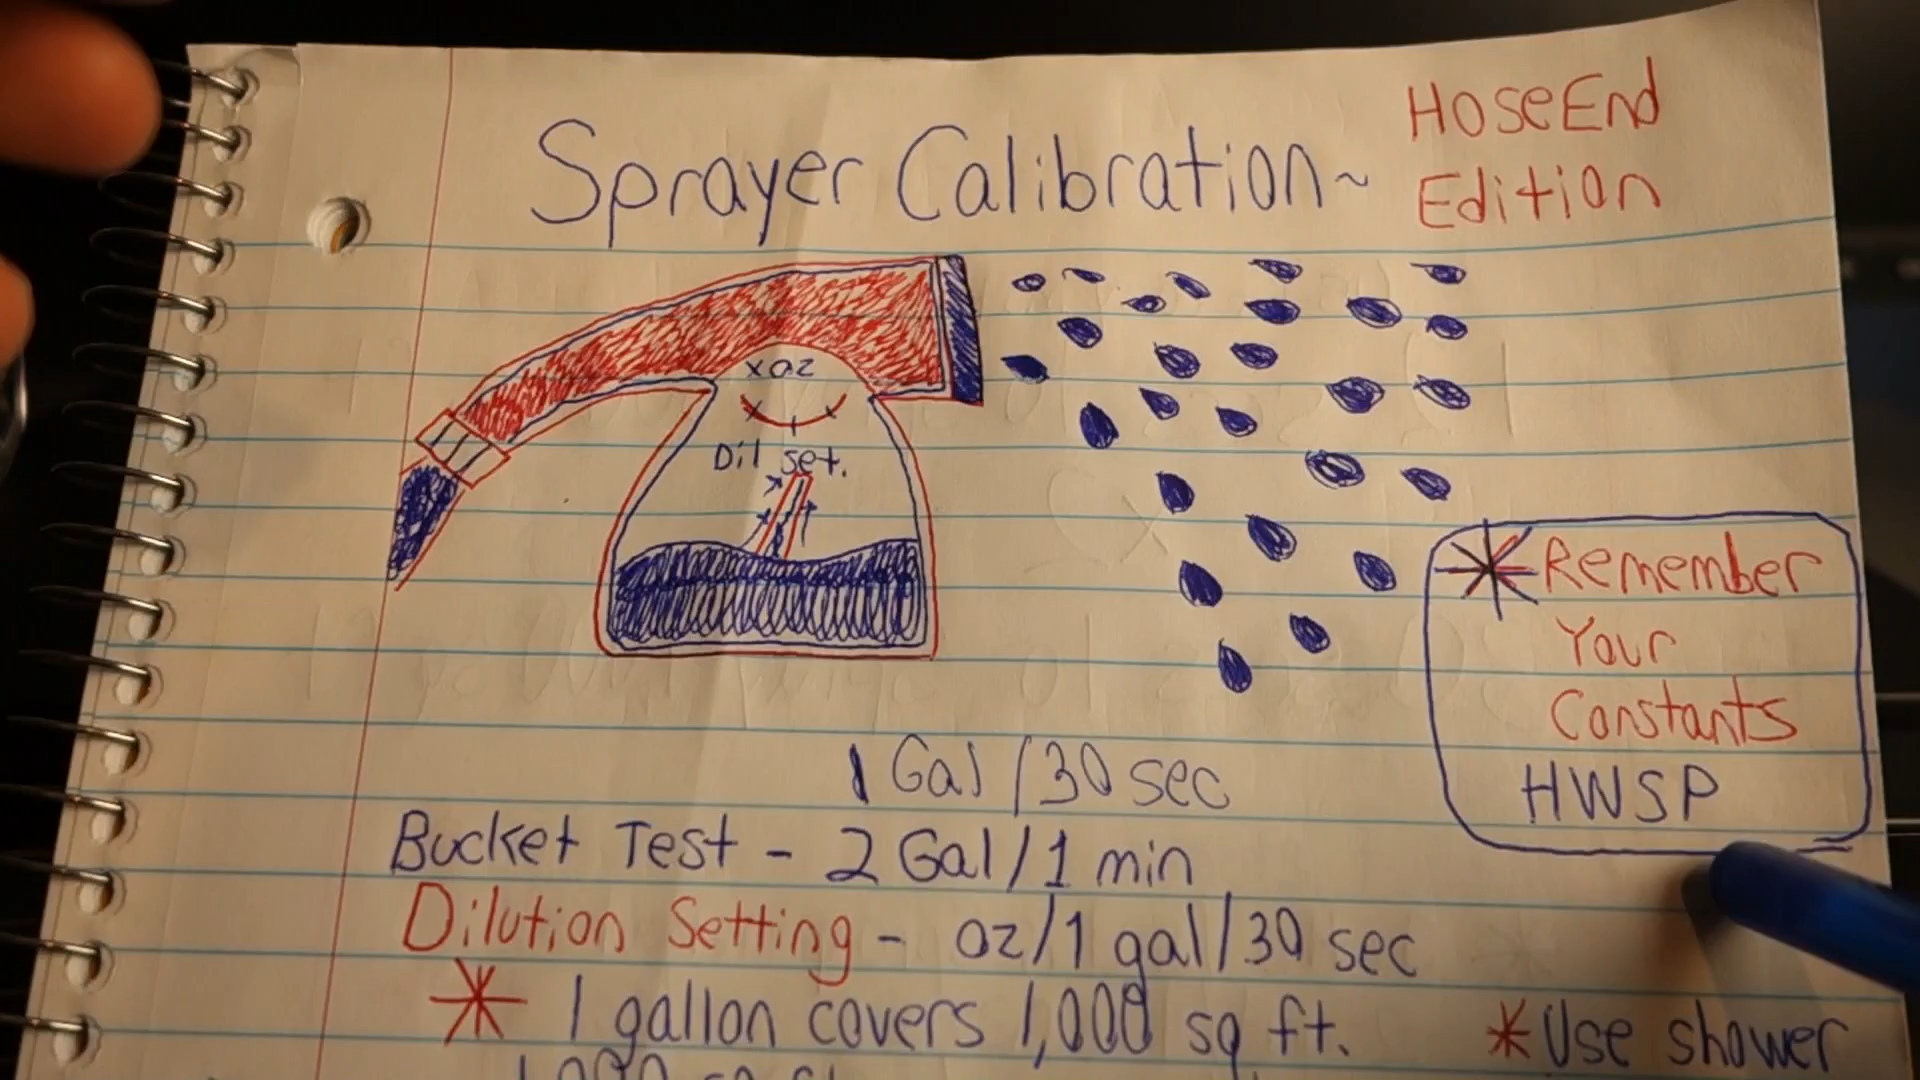 Sprayer Calibration~ HoseEnd
Edition
x oz
Dil set.
Remember
Your
Constants
HWSP
1 Gal /30 sec
Bucket Test - 2 Gal/1 min
Dilution Setting - oz/1 gal/30 sec
* 1 gallon covers 1,000 sq ft.
*Use shower